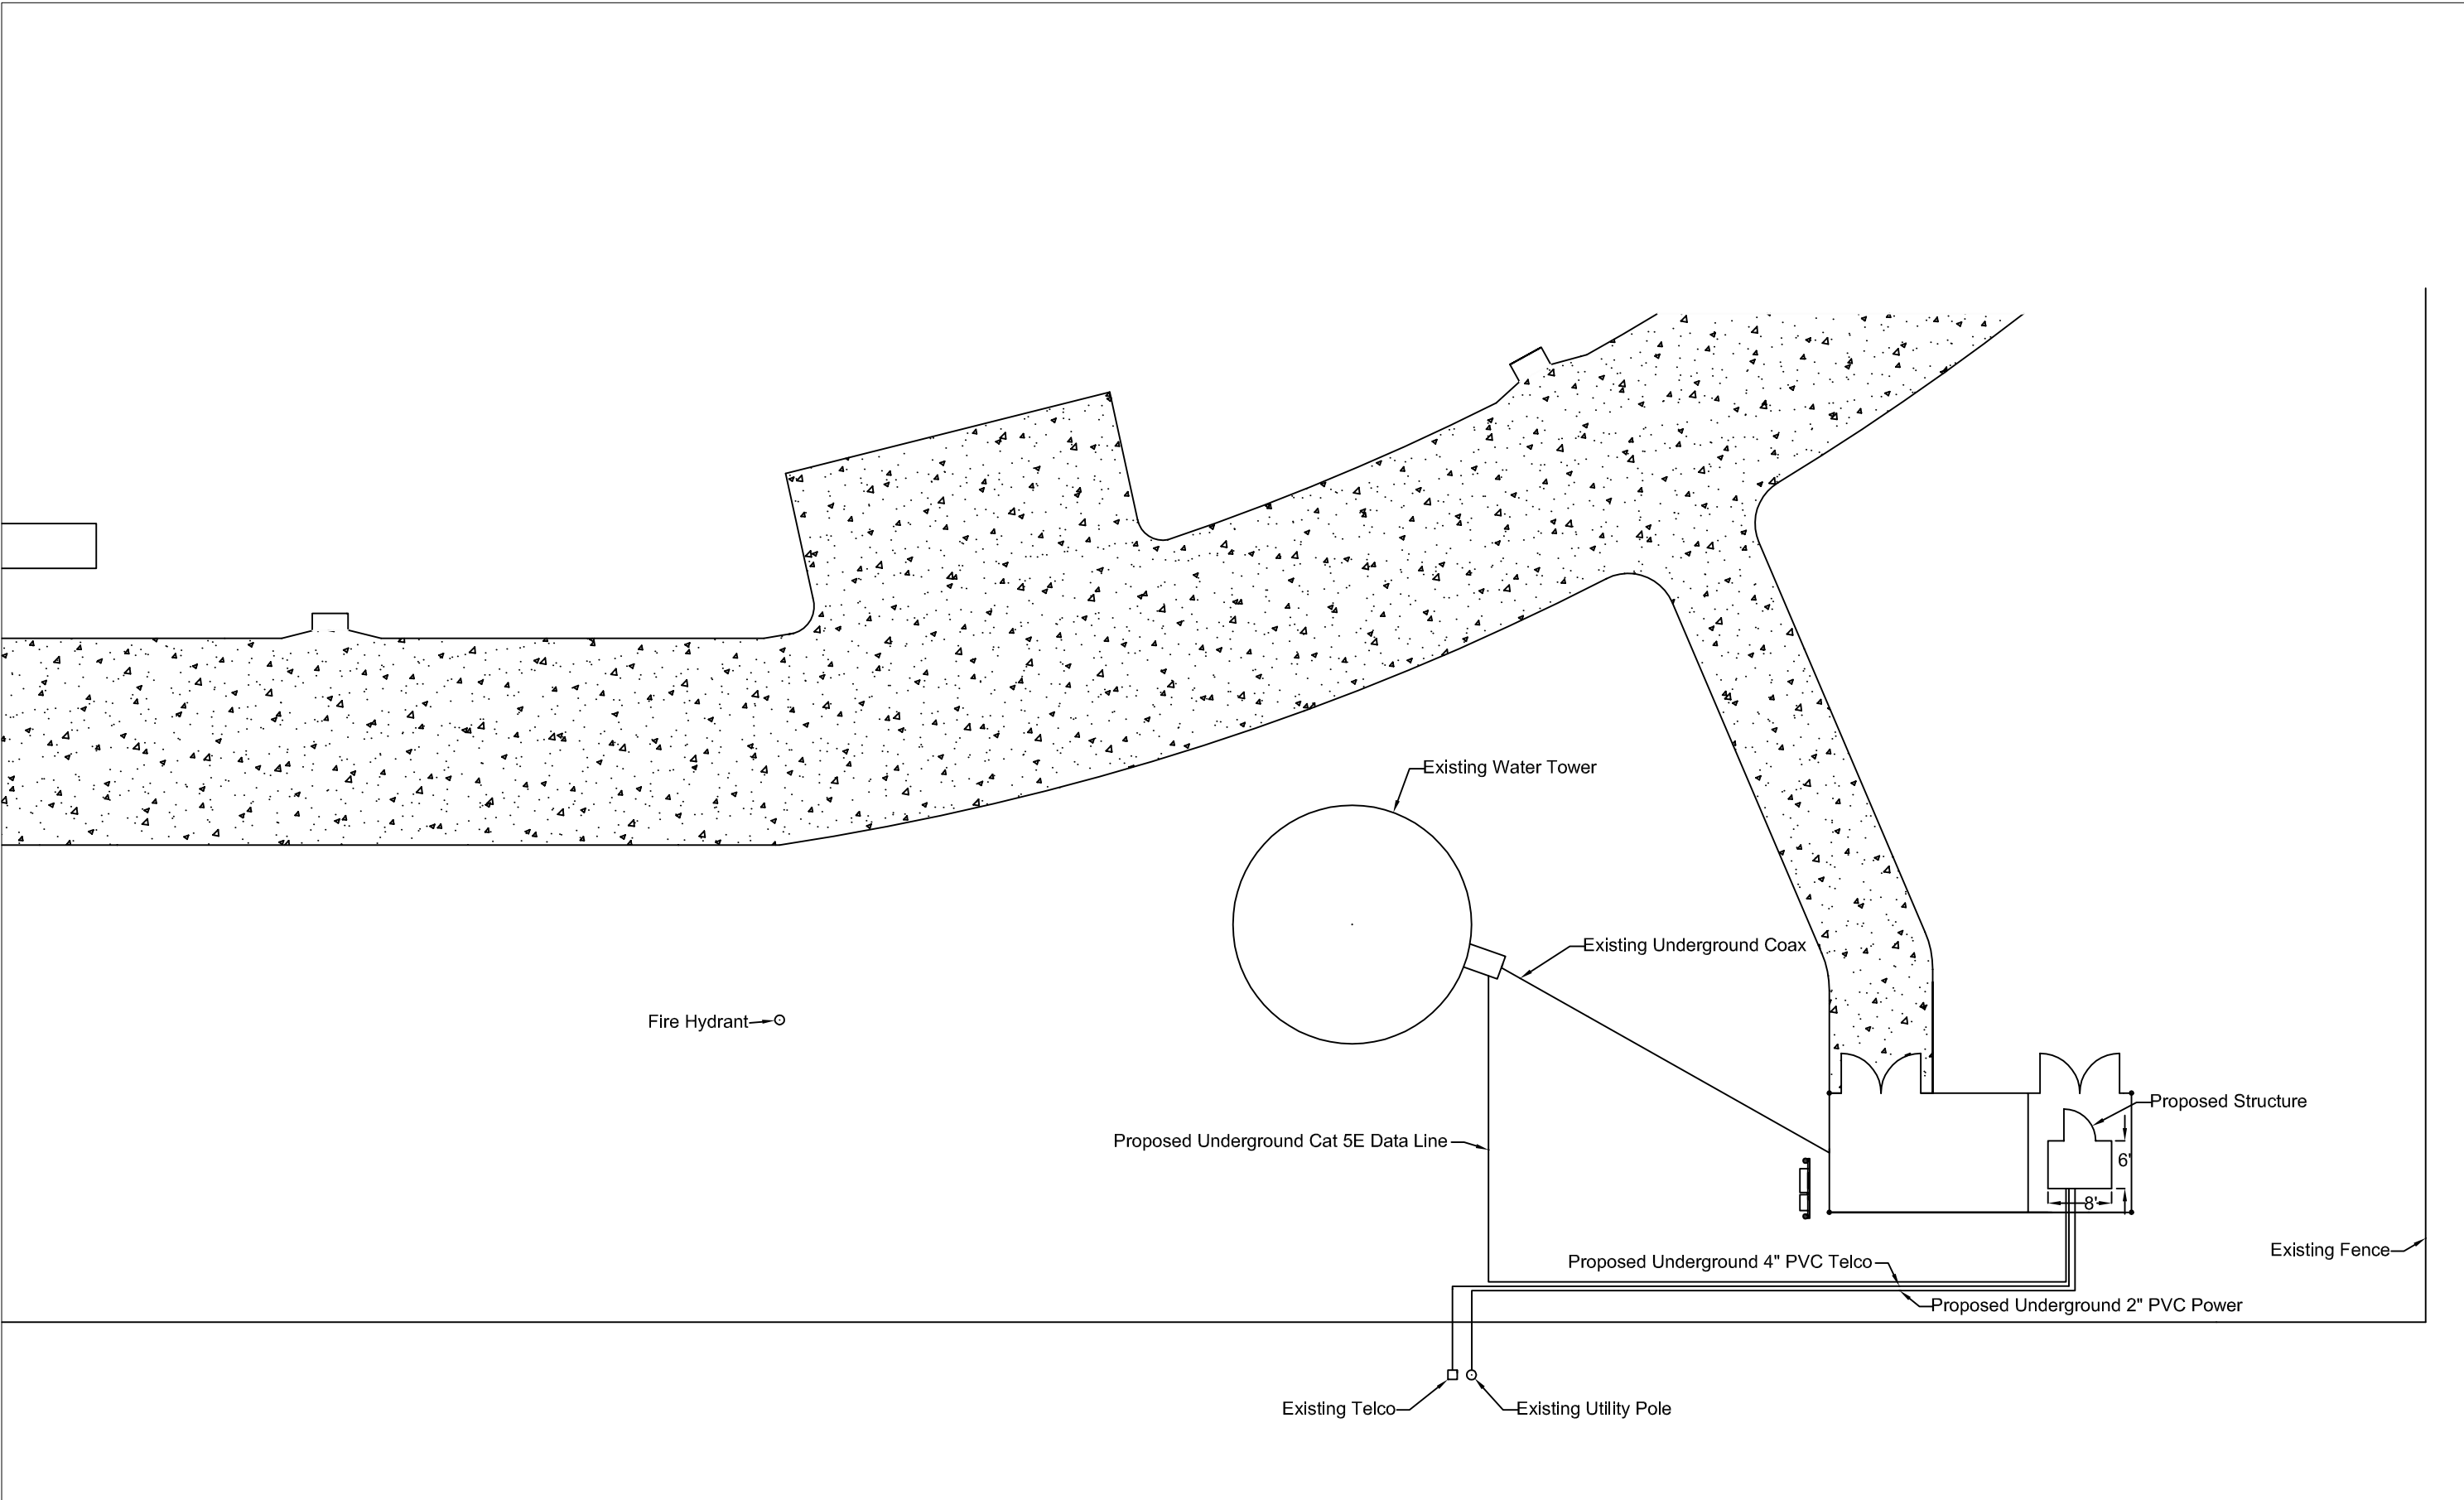 Existing Water Tower
Existing Underground Coax
Fire Hydrant
Proposed Structure
Proposed Underground Cat 5E Data Line
6'
8'
Existing Fence
Proposed Underground 4" PVC Telco
Proposed Underground 2" PVC Power
Existing Telco
Existing Utility Pole